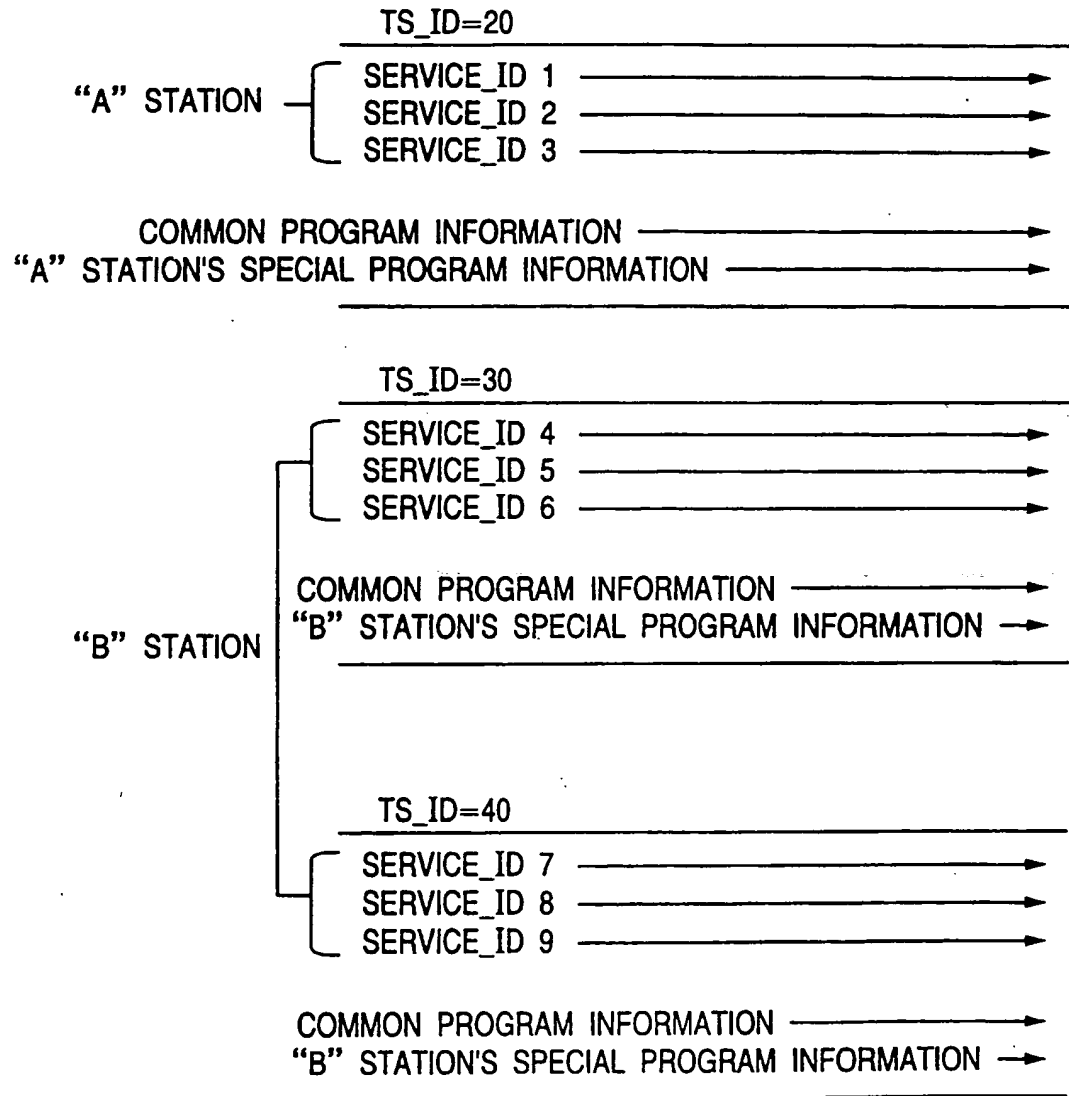 TS_ID=20
“A” STATION
SERVICE_ID 1
SERVICE_ID 2
SERVICE_ID 3
COMMON PROGRAM INFORMATION
“A” STATION'S SPECIAL PROGRAM INFORMATION
TS_ID=30
SERVICE_ID 4
SERVICE_ID 5
SERVICE_ID 6
COMMON PROGRAM INFORMATION
“B” STATION'S SPECIAL PROGRAM INFORMATION
“B” STATION
TS_ID=40
SERVICE_ID 7
SERVICE_ID 8
SERVICE_ID 9
COMMON PROGRAM INFORMATION
“B” STATION'S SPECIAL PROGRAM INFORMATION